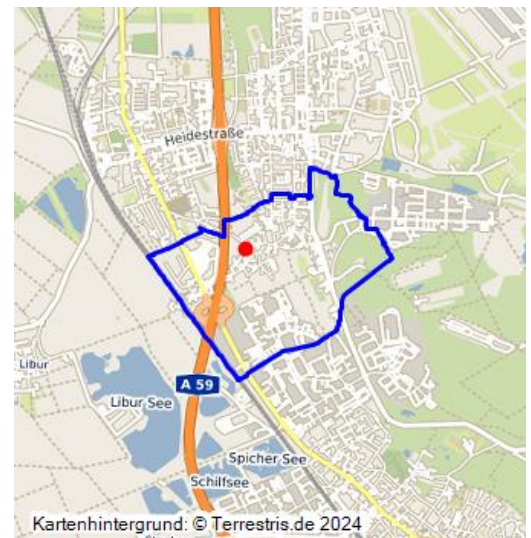 Heidestraße
Libur
A 59
Libur See
Spicher See
Schilfsee
Kartenhintergrund: © Terrestris.de 2024